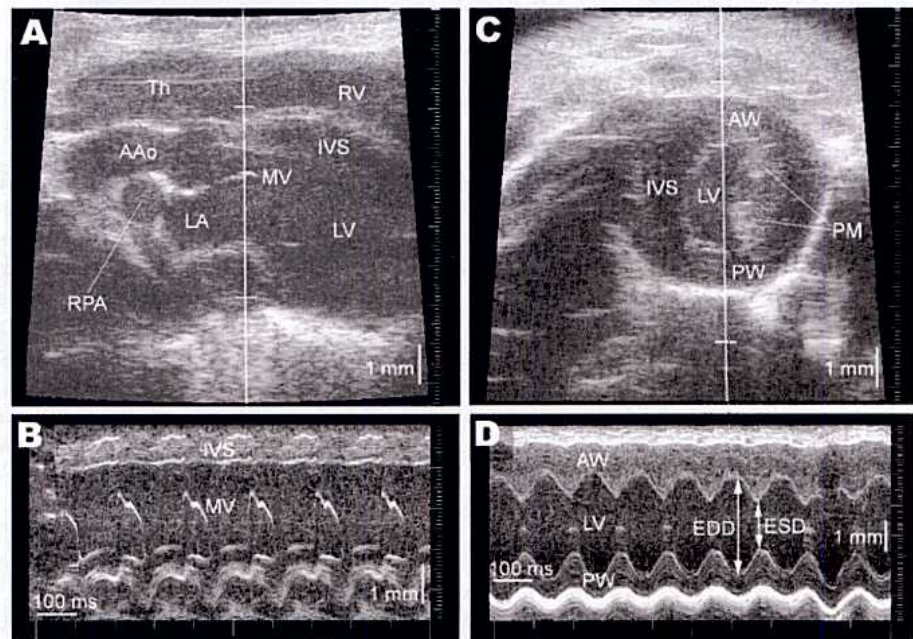 A
Th
RV
AAo
IVS
MV
LA
LV
RPA
1 mm
C
AW
IVS
LV
PM
PW
1 mm
B
IVS
MV
100 ms
1 mm
D
AW
LV
EDD
ESD
1 mm
100 ms
PW